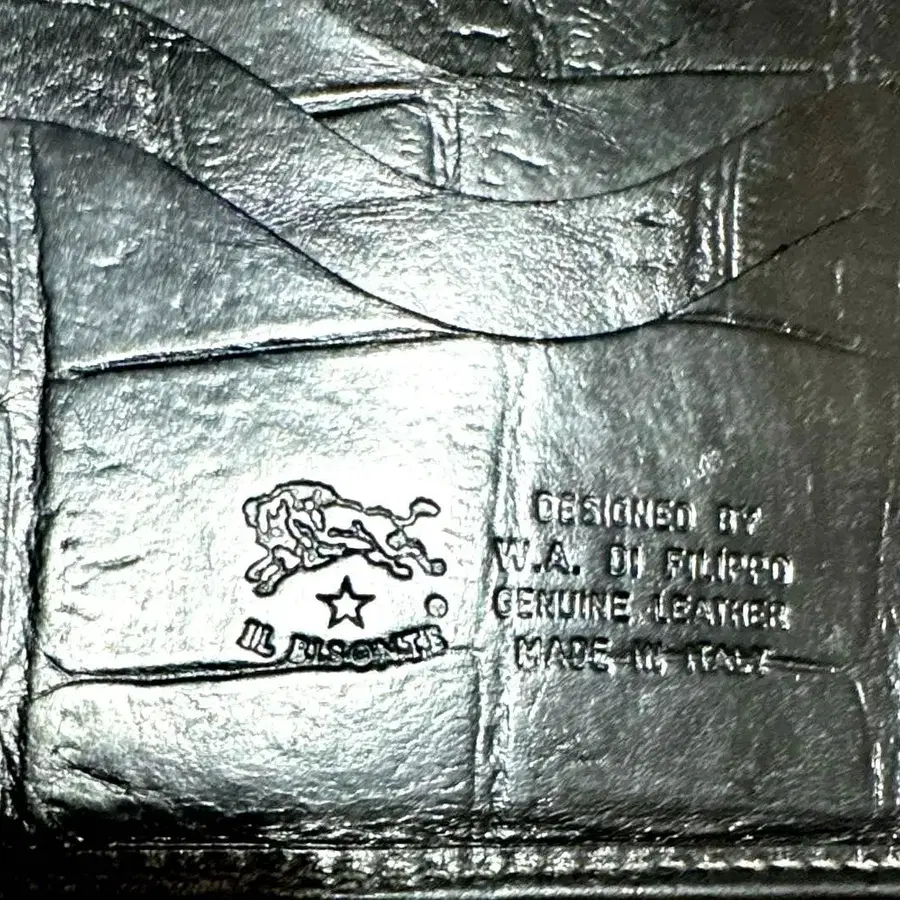 IL BISONTE
DESIGNED BY
W.A. DI FILIPPO
GENUINE LEATHER
MADE IN ITALY